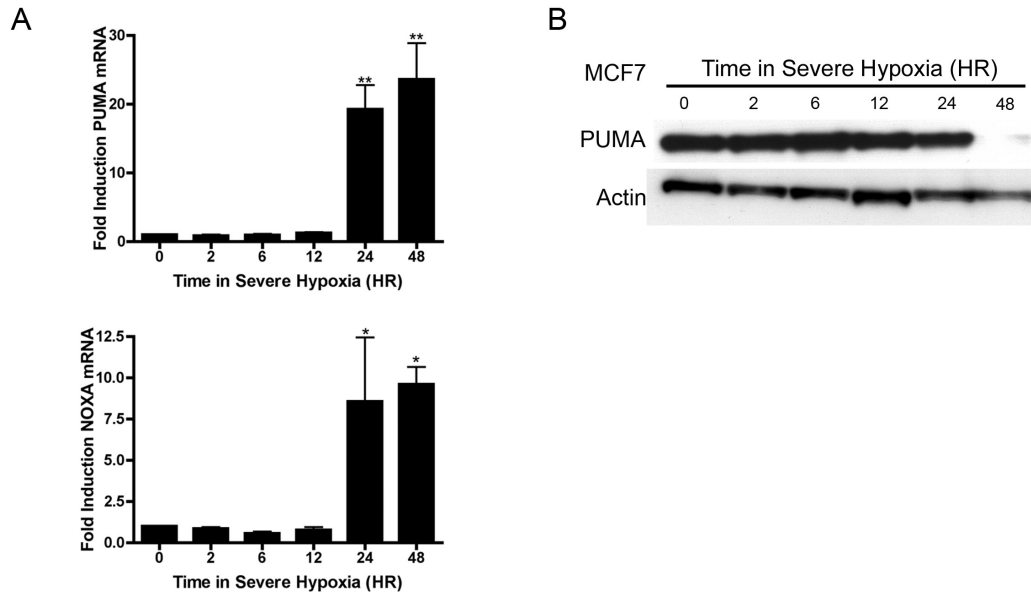 A
Fold Induction PUMA mRNA
30
20
10
0
** **
0 2 6 12 24 48
Time in Severe Hypoxia (HR)
Fold Induction NOXA mRNA
12.5
10.0
7.5
5.0
2.5
0.0
* *
0 2 6 12 24 48
Time in Severe Hypoxia (HR)
B
MCF7 Time in Severe Hypoxia (HR)
0 2 6 12 24 48
PUMA
Actin